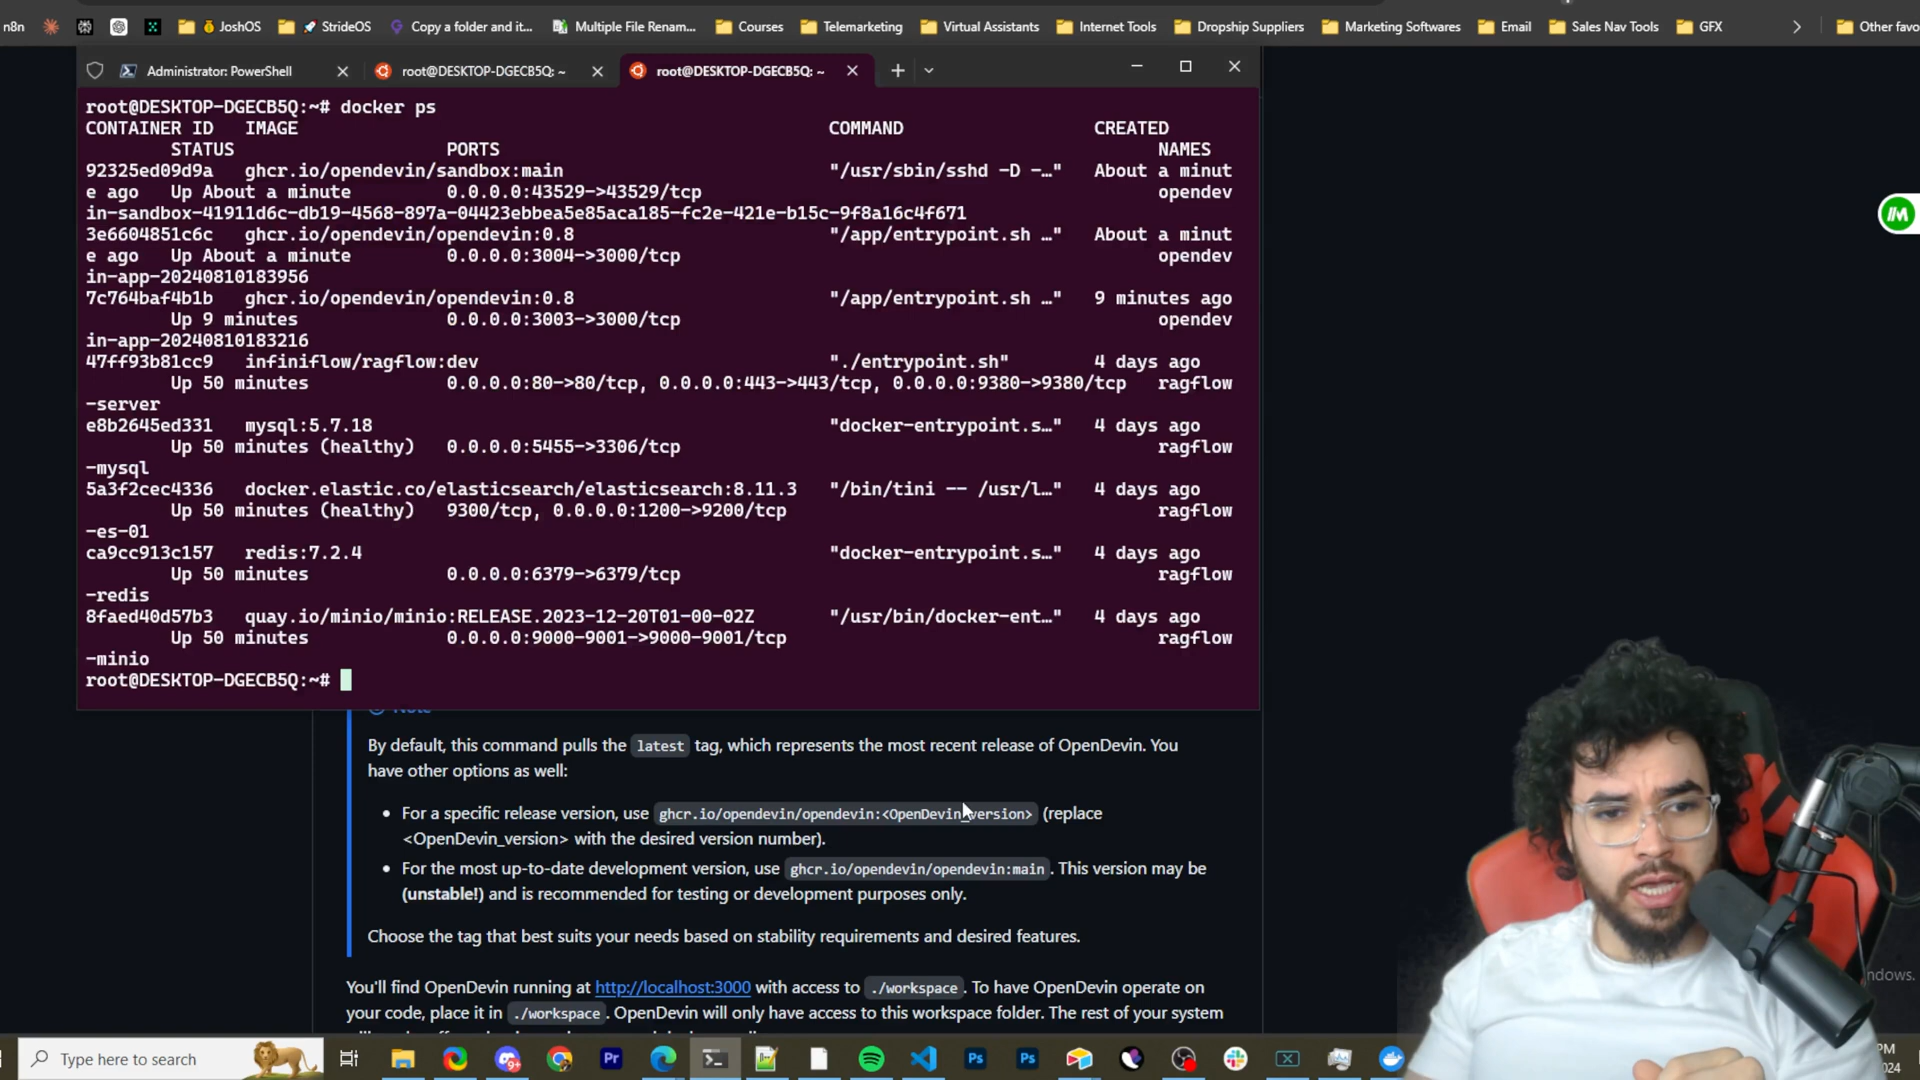 n8n JoshOS StrideOS Copy a folder and it... Multiple File Renam... Courses Telemarketing Virtual Assistants Internet Tools Dropship Suppliers Marketing Softwares Email Sales Nav Tools GFX Other favo
Administrator: PowerShell root@DESKTOP-DGECB5Q: ~ root@DESKTOP-DGECB5Q: ~
root@DESKTOP-DGECB5Q:~# docker ps
CONTAINER ID IMAGE COMMAND CREATED
STATUS PORTS NAMES
92325ed09d9a ghcr.io/opendevin/sandbox:main "/usr/sbin/sshd -D -…" About a minut
e ago Up About a minute 0.0.0.0:43529->43529/tcp opendev
in-sandbox-41911d6c-db19-4568-897a-04423ebbea5e85aca185-fc2e-421e-b15c-9f8a16c4f671
3e6604851c6c ghcr.io/opendevin/opendevin:0.8 "/app/entrypoint.sh …" About a minut
e ago Up About a minute 0.0.0.0:3004->3000/tcp opendev
in-app-20240810183956
7c764baf4b1b ghcr.io/opendevin/opendevin:0.8 "/app/entrypoint.sh …" 9 minutes ago
Up 9 minutes 0.0.0.0:3003->3000/tcp opendev
in-app-20240810183216
47ff93b81cc9 infiniflow/ragflow:dev "./entrypoint.sh" 4 days ago
Up 50 minutes 0.0.0.0:80->80/tcp, 0.0.0.0:443->443/tcp, 0.0.0.0:9380->9380/tcp ragflow
-server
e8b2645ed331 mysql:5.7.18 "docker-entrypoint.s…" 4 days ago
Up 50 minutes (healthy) 0.0.0.0:5455->3306/tcp ragflow
-mysql
5a3f2cec4336 docker.elastic.co/elasticsearch/elasticsearch:8.11.3 "/bin/tini -- /usr/l…" 4 days ago
Up 50 minutes (healthy) 9300/tcp, 0.0.0.0:1200->9200/tcp ragflow
-es-01
ca9cc913c157 redis:7.2.4 "docker-entrypoint.s…" 4 days ago
Up 50 minutes 0.0.0.0:6379->6379/tcp ragflow
-redis
8faed40d57b3 quay.io/minio/minio:RELEASE.2023-12-20T01-00-02Z "/usr/bin/docker-ent…" 4 days ago
Up 50 minutes 0.0.0.0:9000-9001->9000-9001/tcp ragflow
-minio
root@DESKTOP-DGECB5Q:~#
Note
By default, this command pulls the latest tag, which represents the most recent release of OpenDevin. You
have other options as well:
For a specific release version, use ghcr.io/opendevin/opendevin:<OpenDevin_version> (replace
<OpenDevin_version> with the desired version number).
For the most up-to-date development version, use ghcr.io/opendevin/opendevin:main. This version may be
(unstable!) and is recommended for testing or development purposes only.
Choose the tag that best suits your needs based on stability requirements and desired features.
You'll find OpenDevin running at http://localhost:3000 with access to ./workspace. To have OpenDevin operate on
your code, place it in ./workspace. OpenDevin will only have access to this workspace folder. The rest of your system
ndows.
Type here to search
Pr
Ps
Ps
PM
024